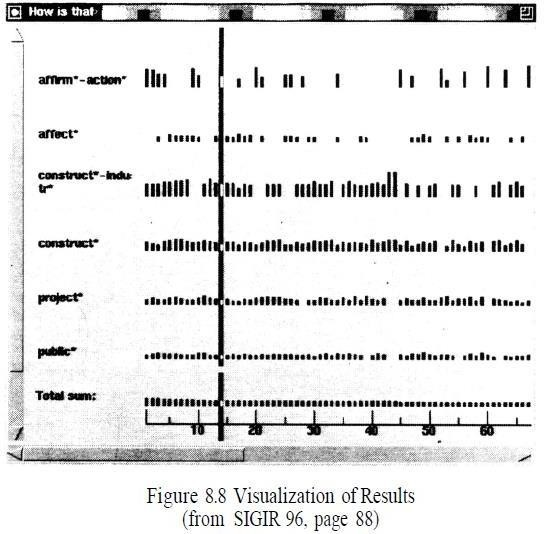 How is that
affirm*-action*
affect*
construct*-indu-
tr*
construct*
project*
public*
Total sum:
10 20 30 40 50 60
Figure 8.8 Visualization of Results
(from SIGIR 96, page 88)